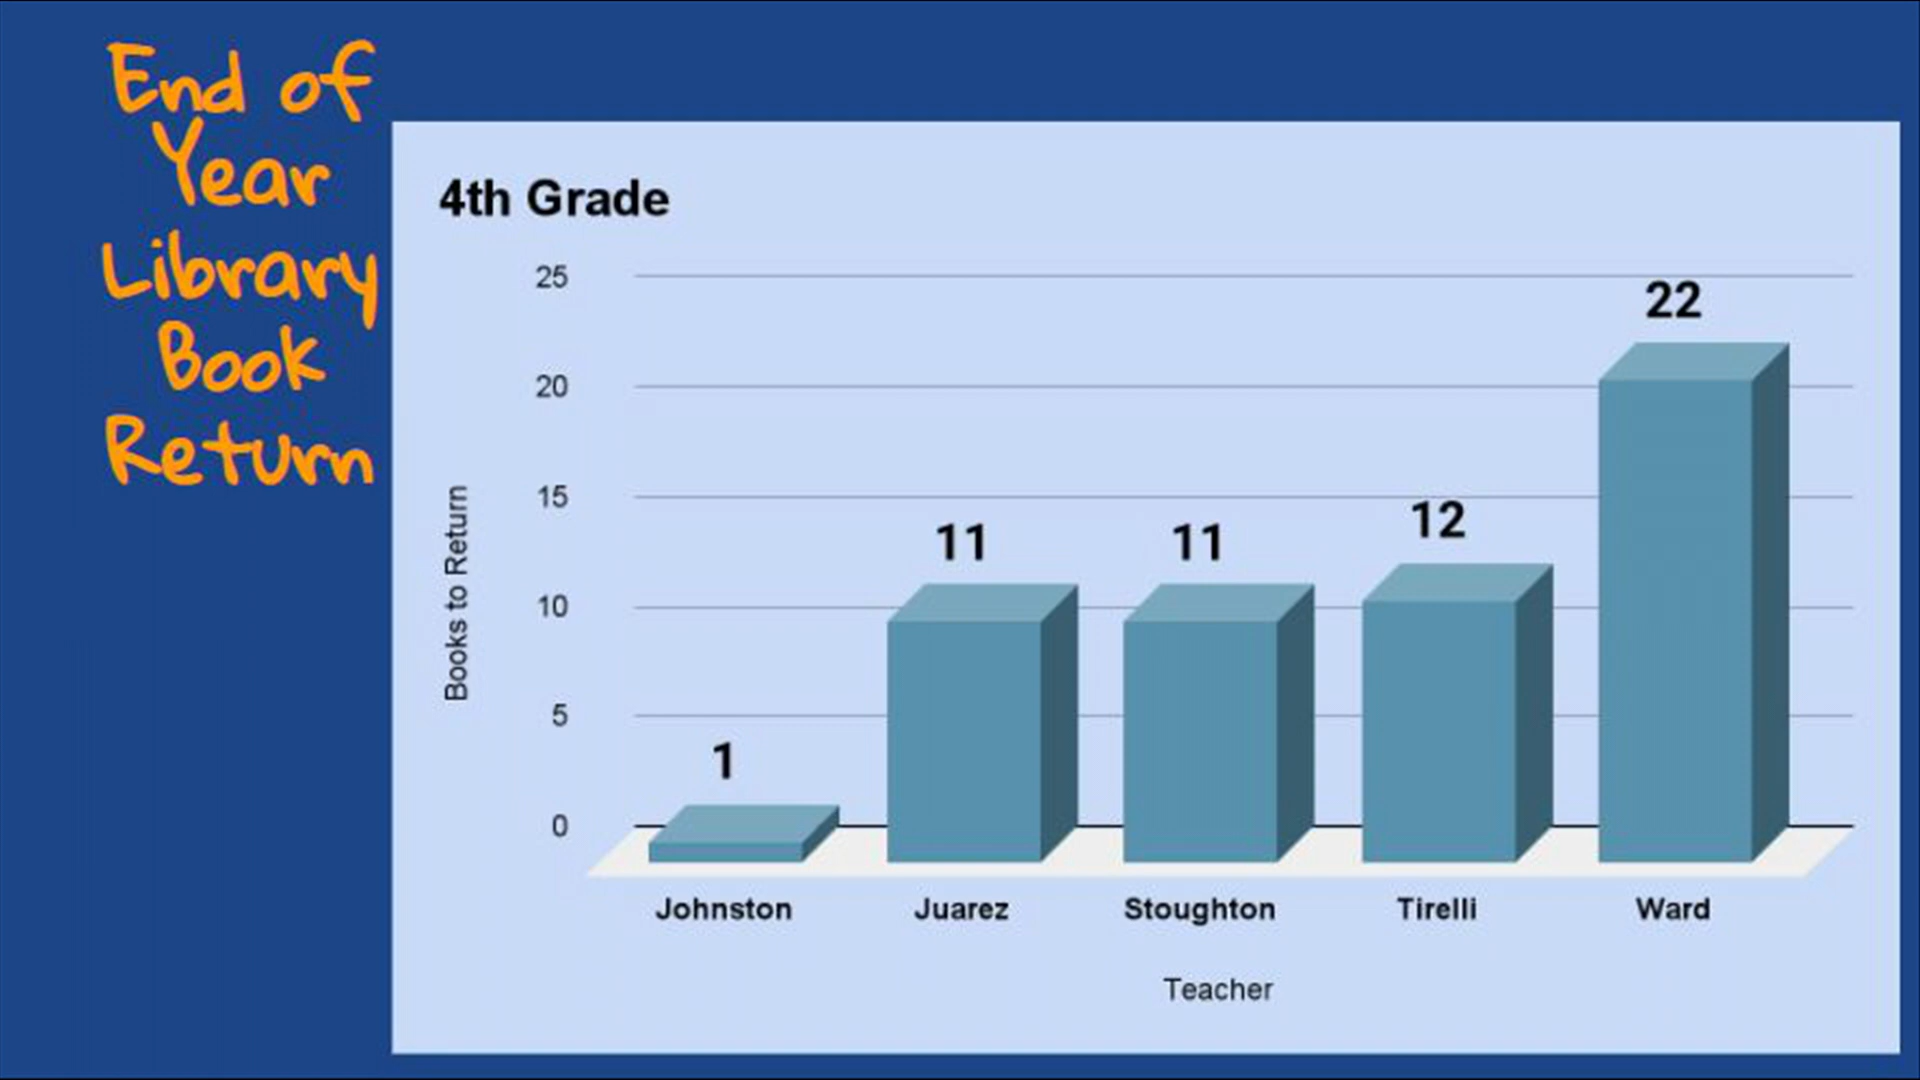 End of
Year
Library
Book
Return
4th Grade
25
20
15
10
5
0
Books to Return
1
11
11
12
22
Johnston
Juarez
Stoughton
Tirelli
Ward
Teacher